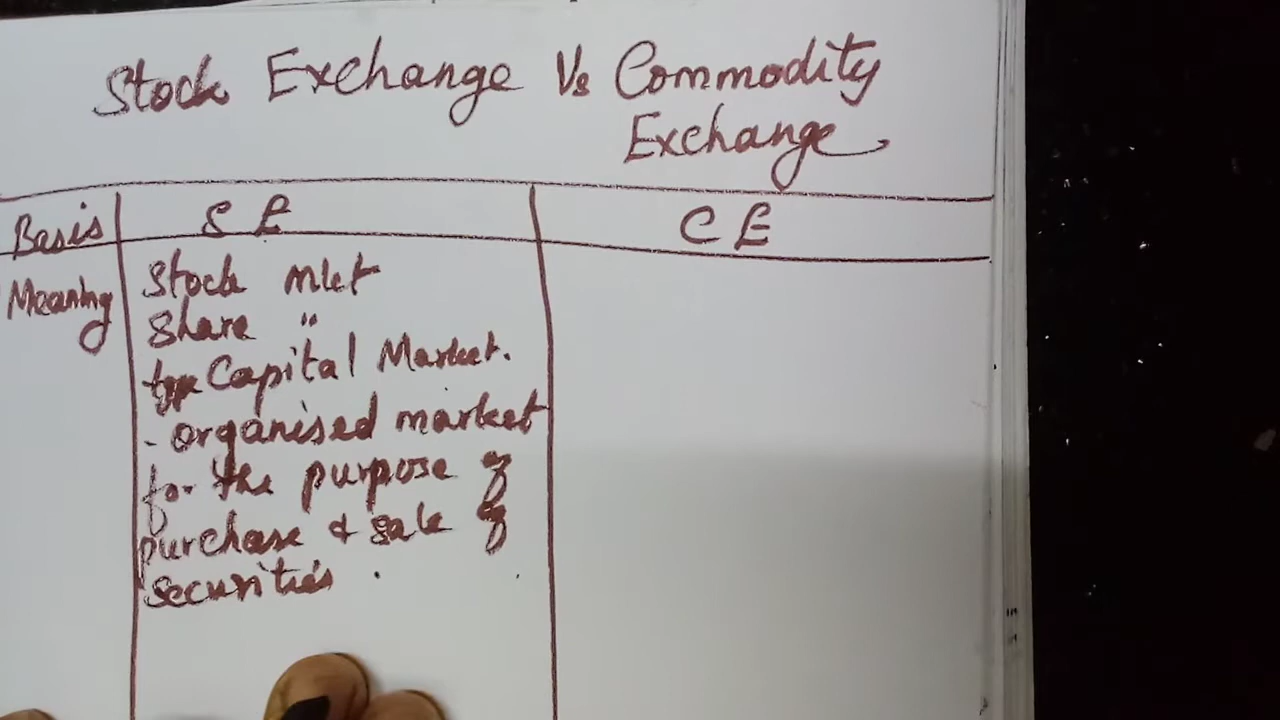 Stock Exchange Vs Commodity
Exchange
Basis SE CE
Meaning Stock mket
Share "
Capital Market.
- organised market
for the purpose of
purchase & sale of
securities.